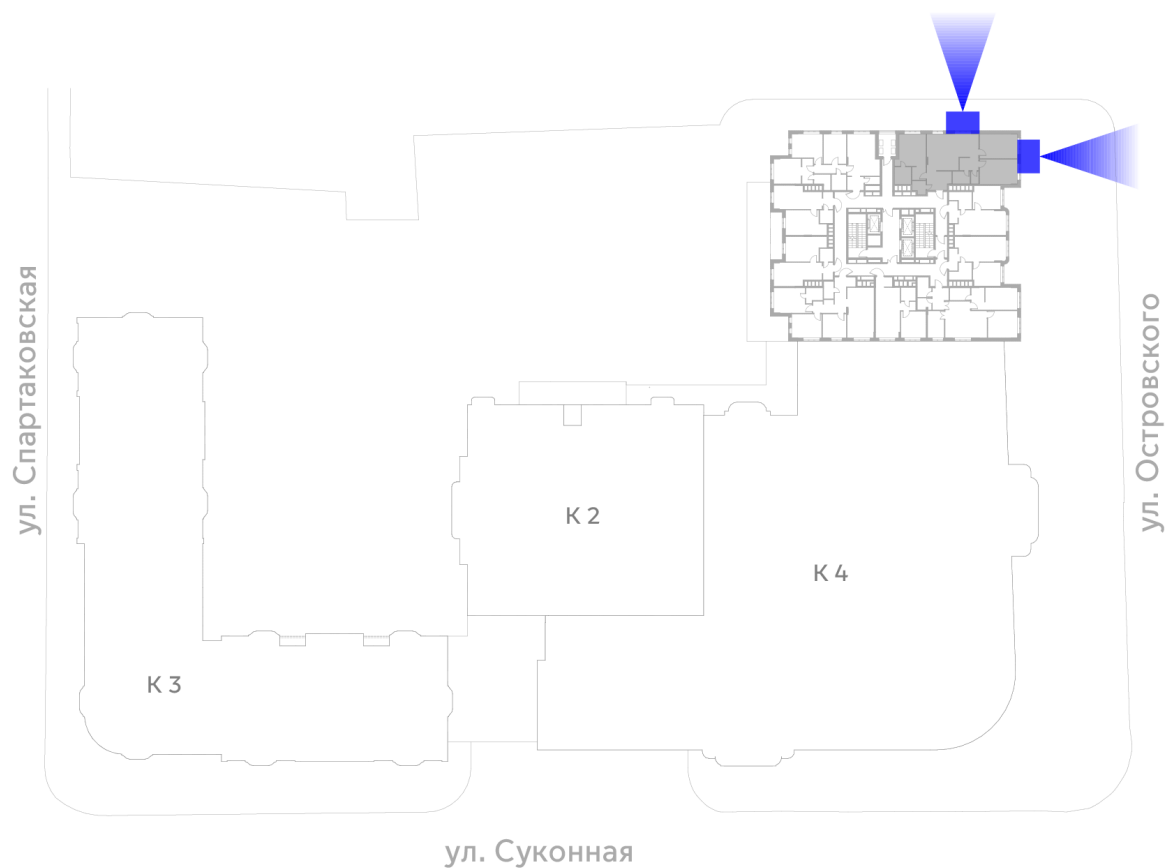 ул. Спартаковская
ул. Островского
К 2
К 4
К 3
ул. Суконная